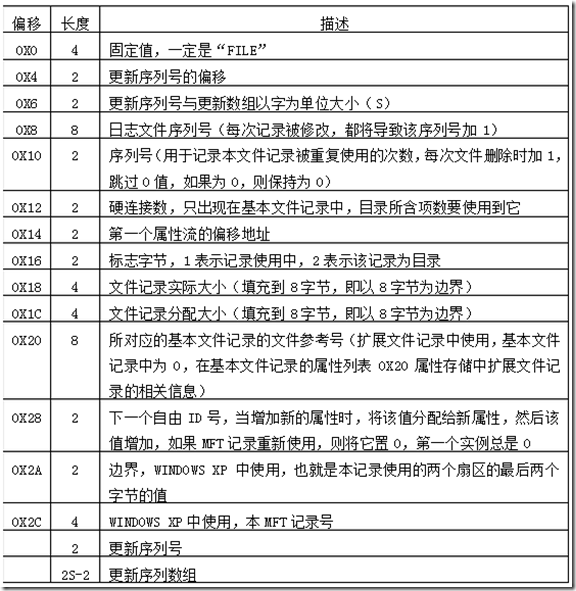 偏移 长度 描述
0X0 4 固定值，一定是“FILE”
0X4 2 更新序列号的偏移
0X6 2 更新序列号与更新数组以字为单位大小（S）
0X8 8 日志文件序列号（每次记录被修改，都将导致该序列号加 1）
0X10 2 序列号（用于记录本文件记录被重复使用的次数，每次文件删除时加 1，
跳过 0 值，如果为 0，则保持为 0）
0X12 2 硬连接数，只出现在基本文件记录中，目录所含项数要使用到它
0X14 2 第一个属性流的偏移地址
0X16 2 标志字节，1 表示记录使用中，2 表示该记录为目录
0X18 4 文件记录实际大小（填充到 8 字节，即以 8 字节为边界）
0X1C 4 文件记录分配大小（填充到 8 字节，即以 8 字节为边界）
0X20 8 所对应的基本文件记录的文件参考号（扩展文件记录中使用，基本文件
记录中为 0，在基本文件记录的属性列表 0X20 属性存储中扩展文件记
录的相关信息）
0X28 2 下一个自由 ID 号，当增加新的属性时，将该值分配给新属性，然后该
值增加，如果 MFT 记录重新使用，则将它置 0，第一个实例总是 0
0X2A 2 边界，WINDOWS XP 中使用，也就是本记录使用的两个扇区的最后两个
字节的值
0X2C 4 WINDOWS XP 中使用，本 MFT 记录号
2 更新序列号
2S-2 更新序列数组